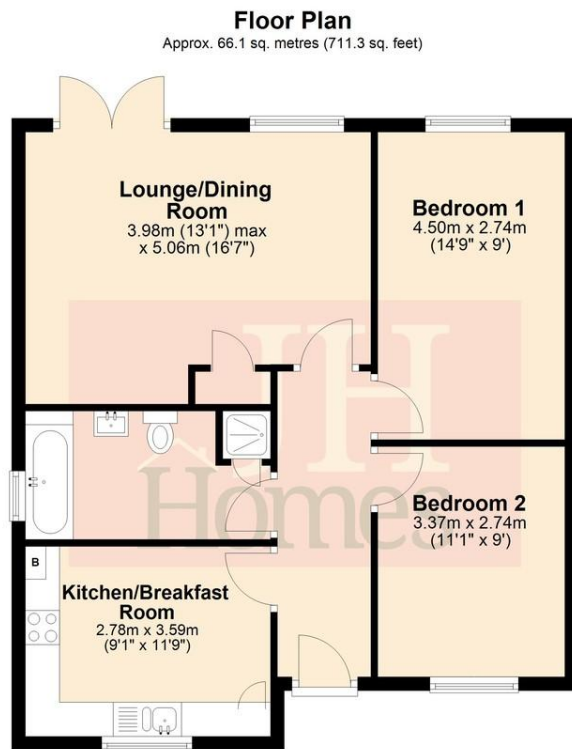 Floor Plan
Approx. 66.1 sq. metres (711.3 sq. feet)
Lounge/Dining
Room
3.98m (13'1") max
x 5.06m (16'7")
Bedroom 1
4.50m x 2.74m
(14'9" x 9')
JH
Homes
Bedroom 2
3.37m x 2.74m
(11'1" x 9')
B
Kitchen/Breakfast
Room
2.78m x 3.59m
(9'1" x 11'9")